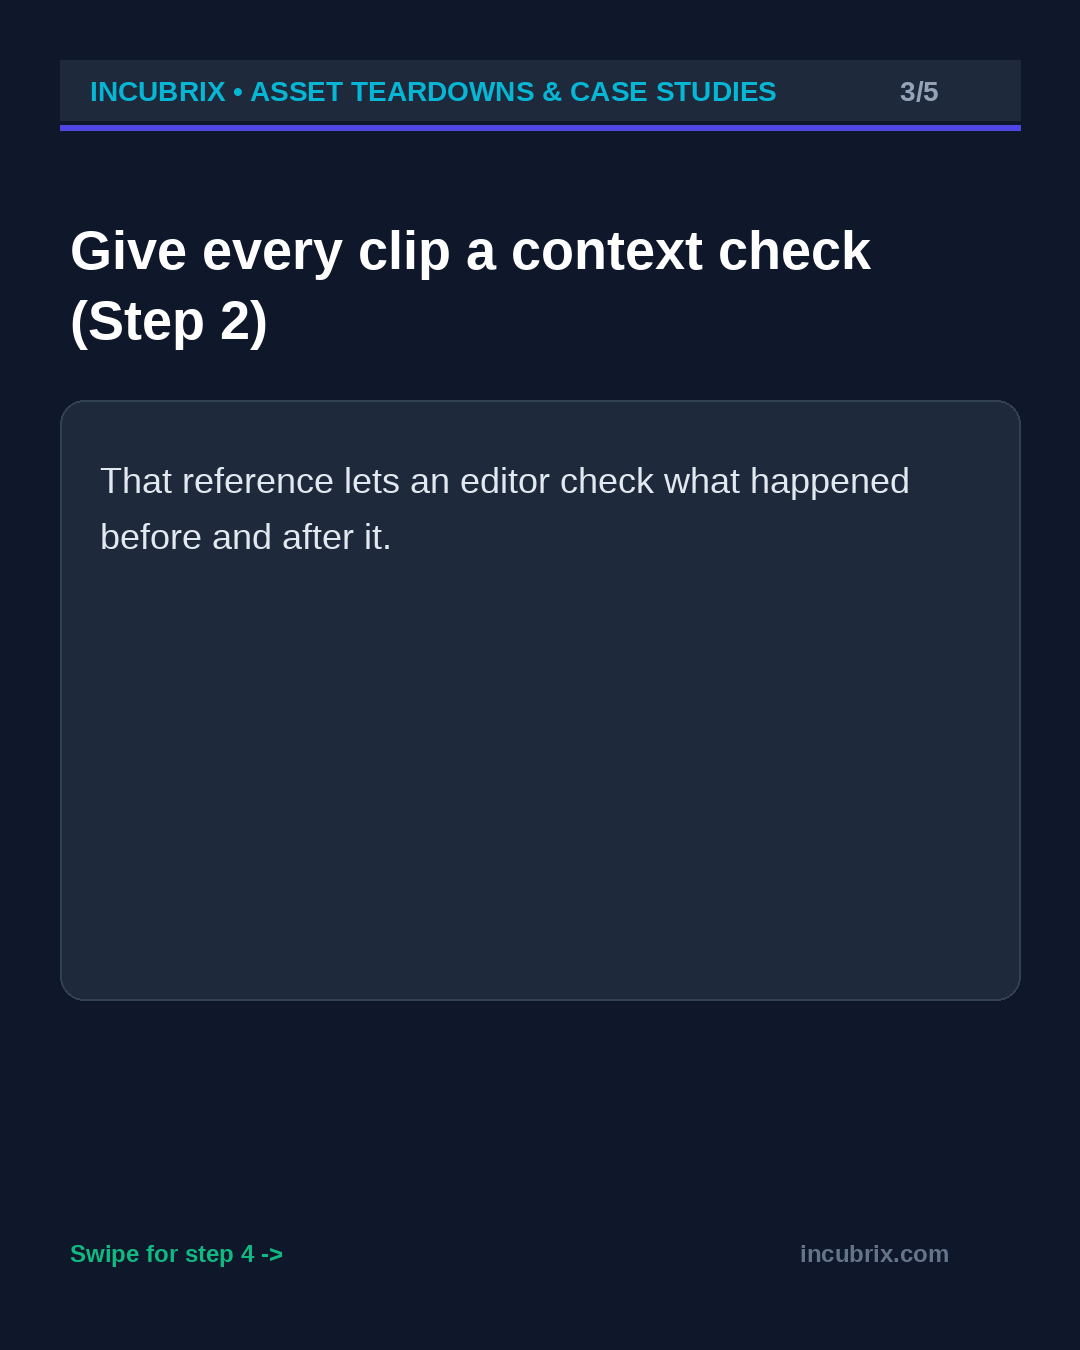 INCUBRIX • ASSET TEARDOWNS & CASE STUDIES 3/5
Give every clip a context check
(Step 2)
That reference lets an editor check what happened
before and after it.
Swipe for step 4 -> incubrix.com